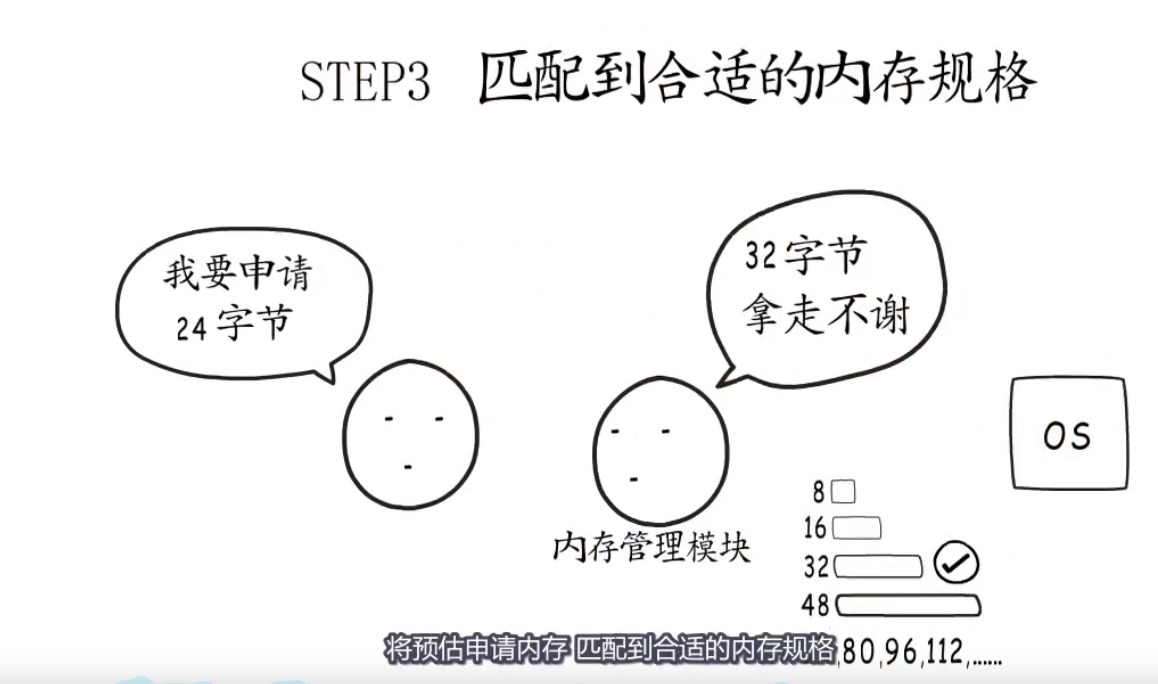 STEP3 匹配到合适的内存规格
我要申请
24字节
32字节
拿走不谢
OS
内存管理模块
8
16
32
48
,80,96,112,......
将预估申请内存 匹配到合适的内存规格